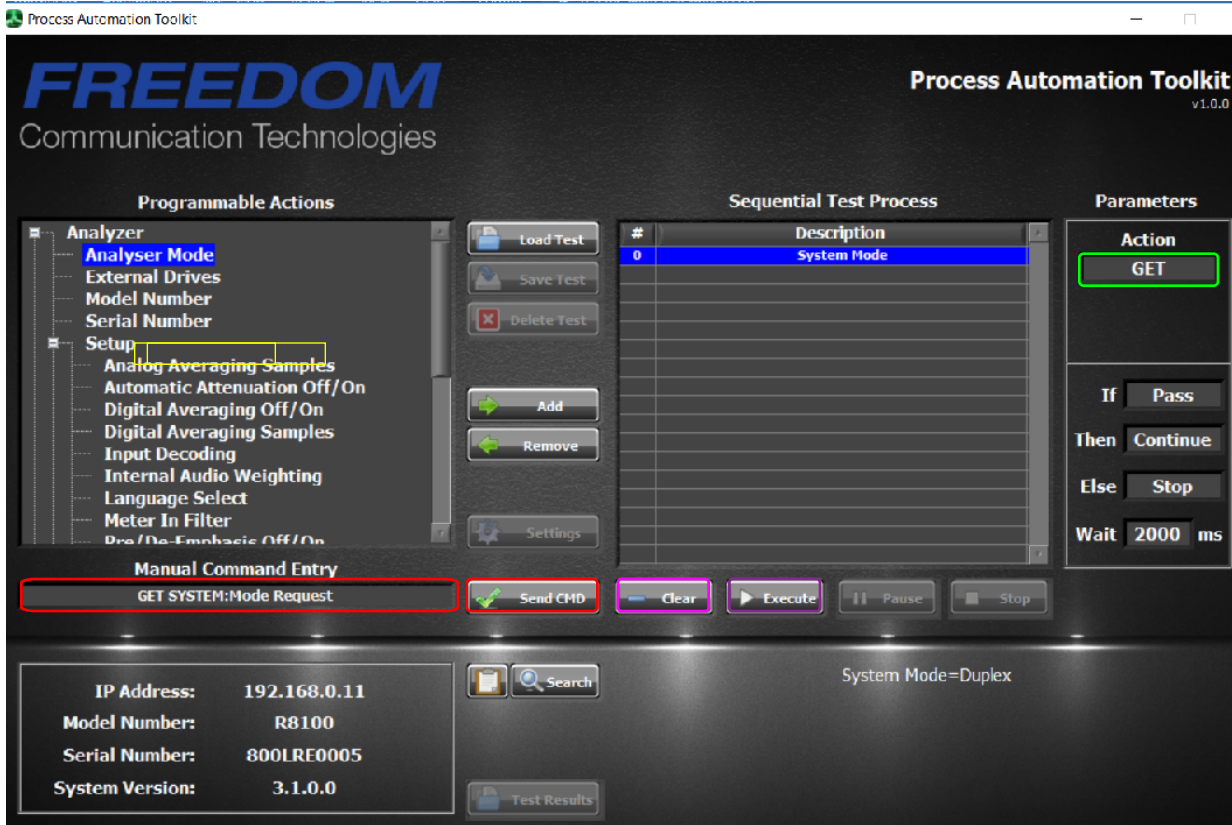 Process Automation Toolkit
FREEDOM
Communication Technologies
Process Automation Toolkit
v1.0.0
Programmable Actions
Analyzer
Analyser Mode
External Drives
Model Number
Serial Number
Setup
Analog Averaging Samples
Automatic Attenuation Off/On
Digital Averaging Off/On
Digital Averaging Samples
Input Decoding
Internal Audio Weighting
Language Select
Meter In Filter
Pre/De-Emphasis Off/On
Load Test
Save Test
Delete Test
Add
Remove
Settings
Sequential Test Process
# Description
0 System Mode
Parameters
Action
GET
If Pass
Then Continue
Else Stop
Wait 2000 ms
Manual Command Entry
GET SYSTEM:Mode Request
Send CMD
Clear
Execute
Pause
Stop
IP Address: 192.168.0.11
Model Number: R8100
Serial Number: 800LRE0005
System Version: 3.1.0.0
Search
Test Results
System Mode=Duplex